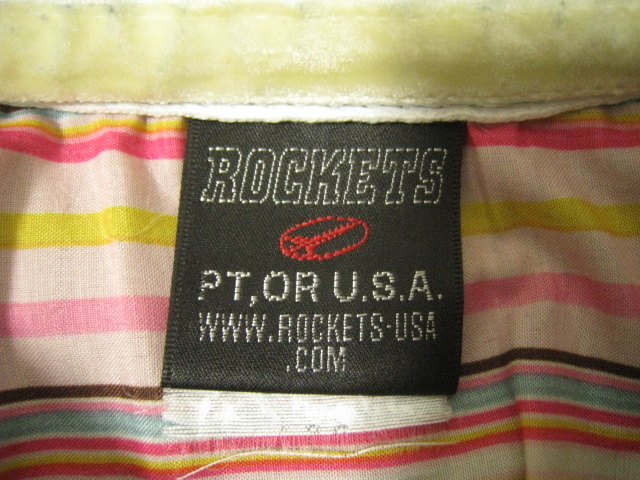 ROCKETS
PT,OR U.S.A.
WWW.ROCKETS-USA
.COM